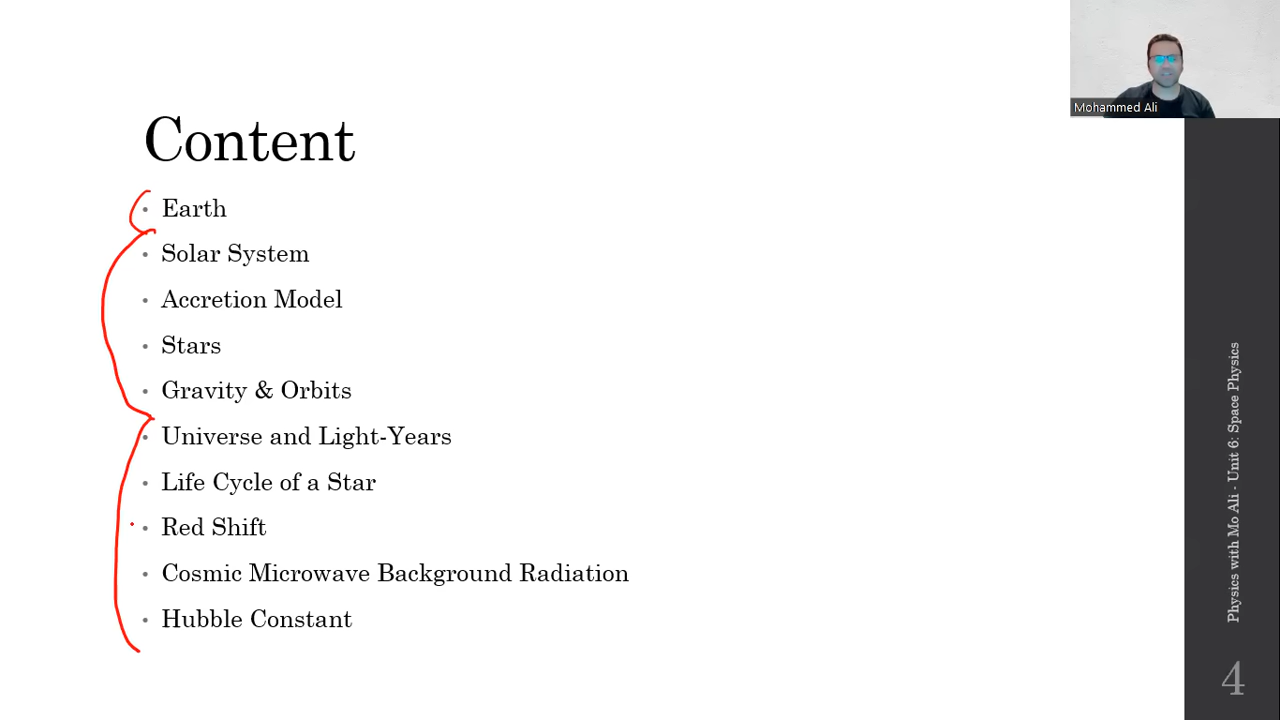 Mohammed Ali
Content
• Earth
• Solar System
• Accretion Model
• Stars
• Gravity & Orbits
• Universe and Light-Years
• Life Cycle of a Star
• Red Shift
• Cosmic Microwave Background Radiation
• Hubble Constant
Physics with Mo Ali - Unit 6: Space Physics
4